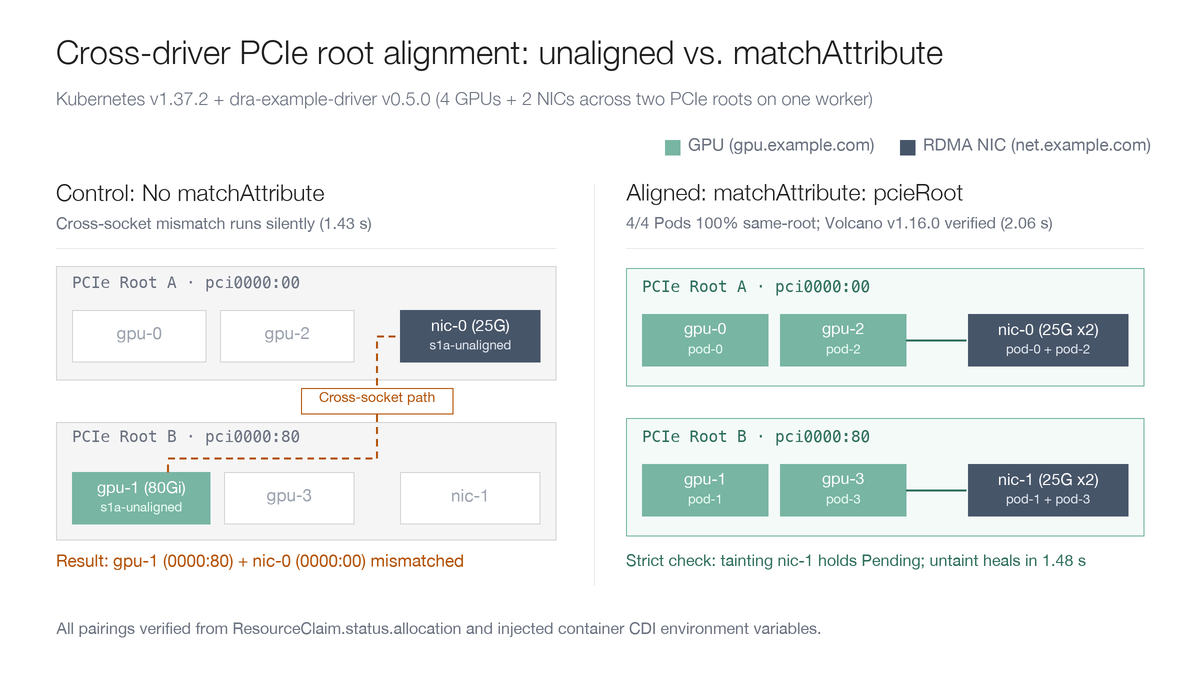 Cross-driver PCIe root alignment: unaligned vs. matchAttribute
Kubernetes v1.37.2 + dra-example-driver v0.5.0 (4 GPUs + 2 NICs across two PCIe roots on one worker)
GPU (gpu.example.com)
RDMA NIC (net.example.com)
Control: No matchAttribute
Cross-socket mismatch runs silently (1.43 s)
PCIe Root A · pci0000:00
gpu-0
gpu-2
nic-0 (25G)
s1a-unaligned
Cross-socket path
PCIe Root B · pci0000:80
gpu-1 (80Gi)
s1a-unaligned
gpu-3
nic-1
Result: gpu-1 (0000:80) + nic-0 (0000:00) mismatched
Aligned: matchAttribute: pcieRoot
4/4 Pods 100% same-root; Volcano v1.16.0 verified (2.06 s)
PCIe Root A · pci0000:00
gpu-0
pod-0
gpu-2
pod-2
nic-0 (25G x2)
pod-0 + pod-2
PCIe Root B · pci0000:80
gpu-1
pod-1
gpu-3
pod-3
nic-1 (25G x2)
pod-1 + pod-3
Strict check: tainting nic-1 holds Pending; untaint heals in 1.48 s
All pairings verified from ResourceClaim.status.allocation and injected container CDI environment variables.